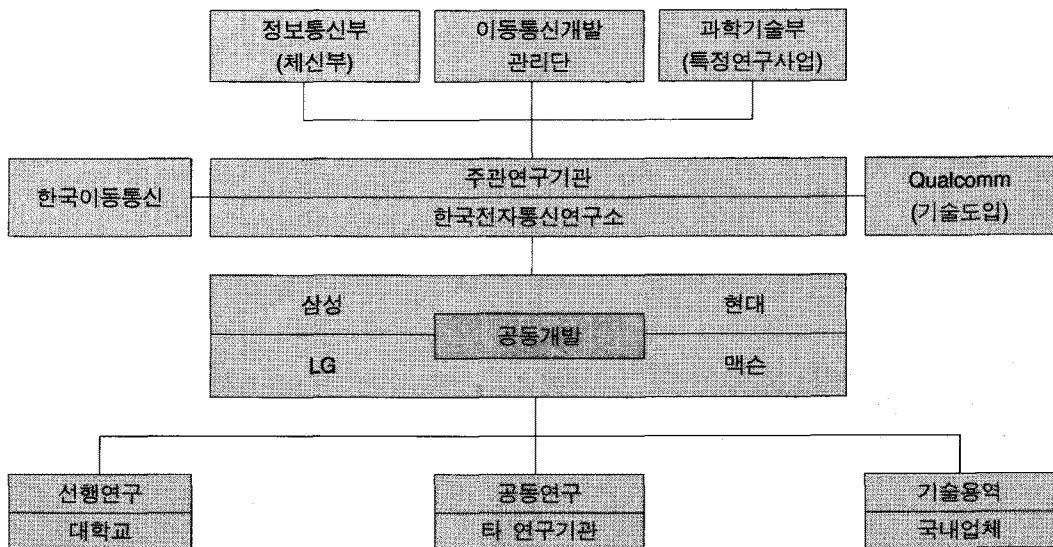 정보통신부
(체신부)
이동통신개발
관리단
과학기술부
(특정연구사업)
한국이동통신
주관연구기관
한국전자통신연구소
Qualcomm
(기술도입)
삼성
현대
공동개발
LG
맥슨
선행연구
대학교
공동연구
타 연구기관
기술용역
국내업체